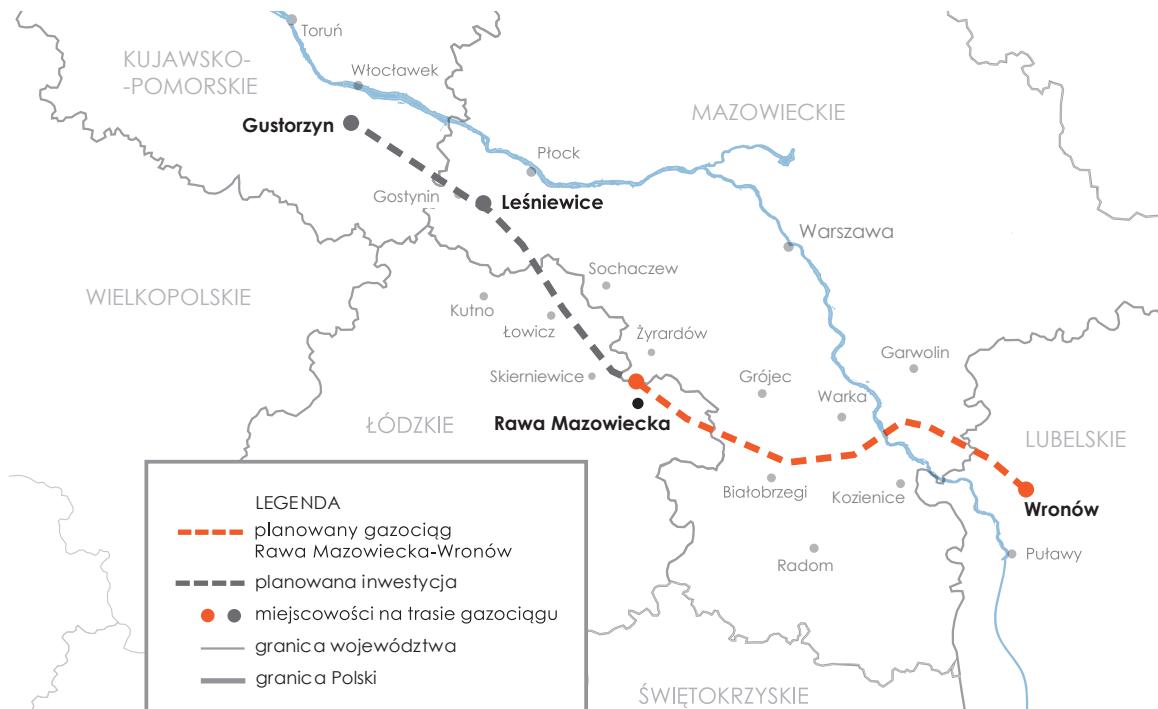 Toruń
KUJAWSKO-
-POMORSKIE
Włocławek
MAZOWIECKIE
Gustorzyn
Płock
Gostynin
Leśniewice
Warszawa
Sochaczew
WIELKOPOLSKIE
Kutno
Łowicz
Żyrardów
Garwolin
Skierniewice
Grójec
Warka
ŁÓDZKIE
Rawa Mazowiecka
LUBELSKIE
Białobrzegi
Kozienice
Wronów
Puławy
Radom
ŚWIĘTOKRZYSKIE
LEGENDA
planowany gazociąg
Rawa Mazowiecka-Wronów
planowana inwestycja
miejscowości na trasie gazociągu
granica województwa
granica Polski